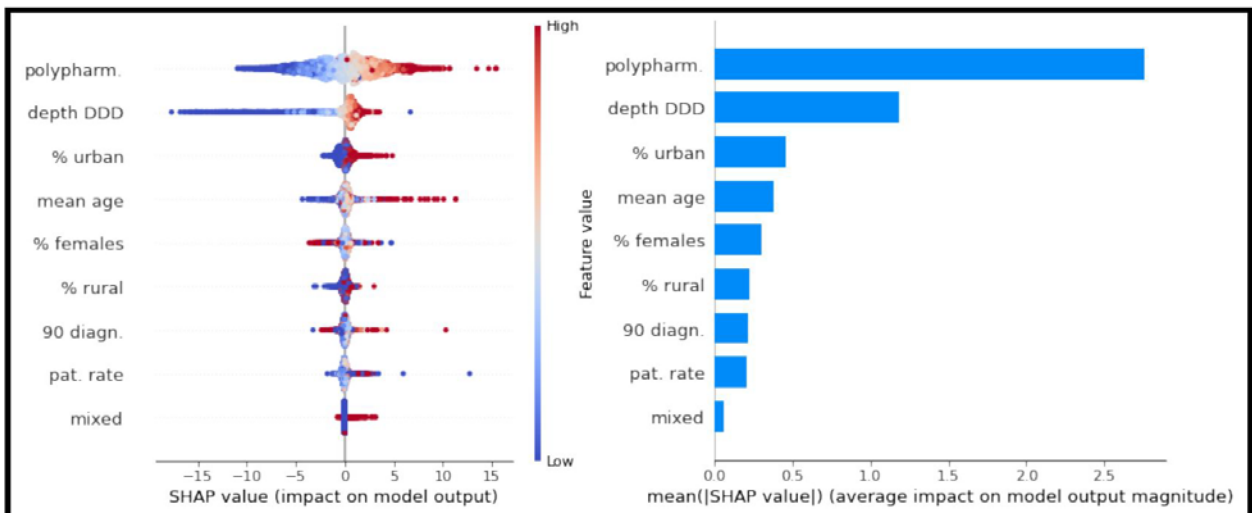 High
polypharm.
depth DDD
% urban
mean age
% females
% rural
90 diagn.
pat. rate
mixed
Low
−15 −10 −5 0 5 10 15
SHAP value (impact on model output)
Feature value
polypharm.
depth DDD
% urban
mean age
% females
% rural
90 diagn.
pat. rate
mixed
0.0 0.5 1.0 1.5 2.0 2.5
mean(|SHAP value|) (average impact on model output magnitude)